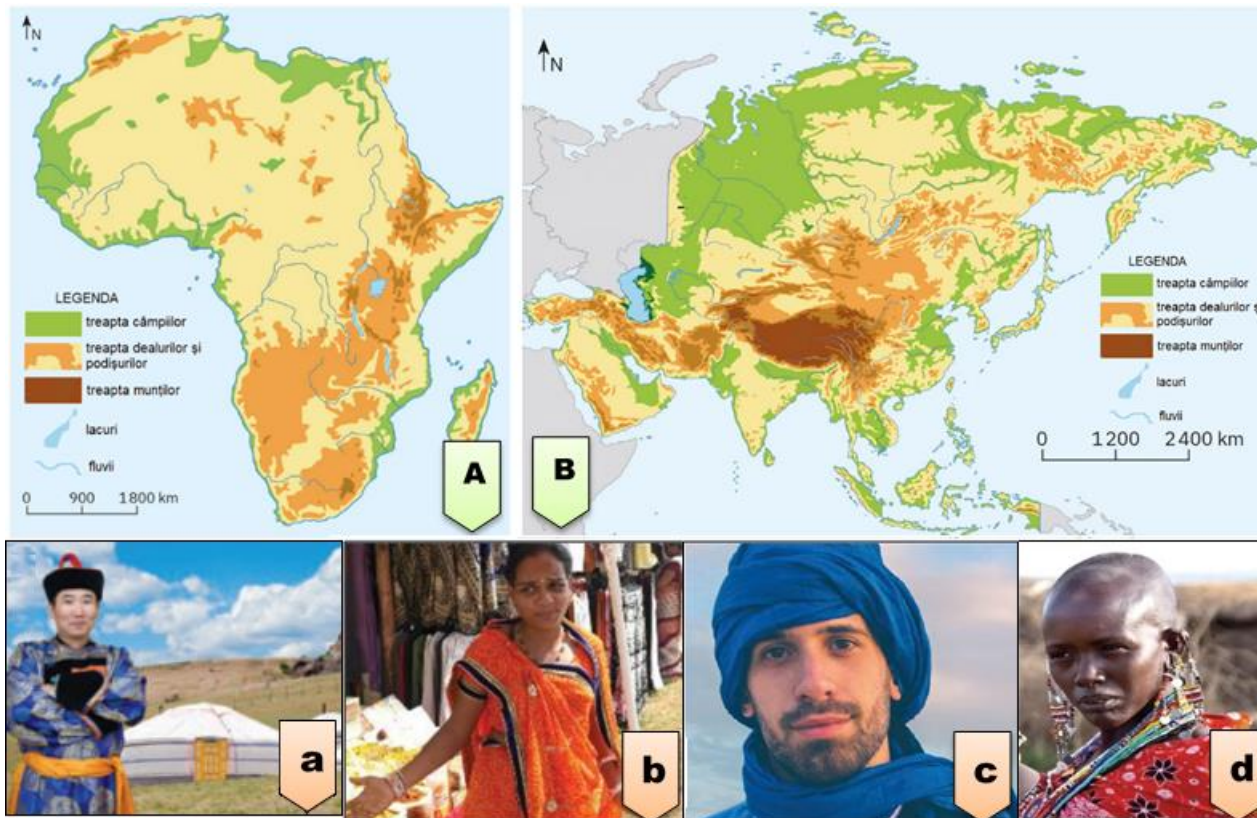 N
LEGENDA
treapta câmpiilor
treapta dealurilor și
podișurilor
treapta munților
lacuri
fluvii
0 900 1800 km
A
N
LEGENDA
treapta câmpiilor
treapta dealurilor ș
podișurilor
treapta munților
lacuri
fluvii
0 1200 2400 km
B
a
b
c
d